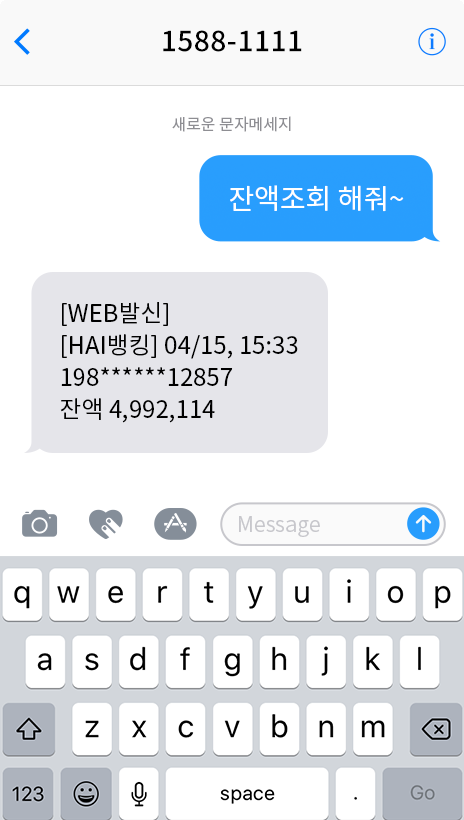 1588-1111
새로운 문자메세지
잔액조회 해줘~
[WEB발신]
[HAI뱅킹] 04/15, 15:33
198******12857
잔액 4,992,114
Message
q w e r t y u i o p
a s d f g h j k l
z x c v b n m
123 space . Go